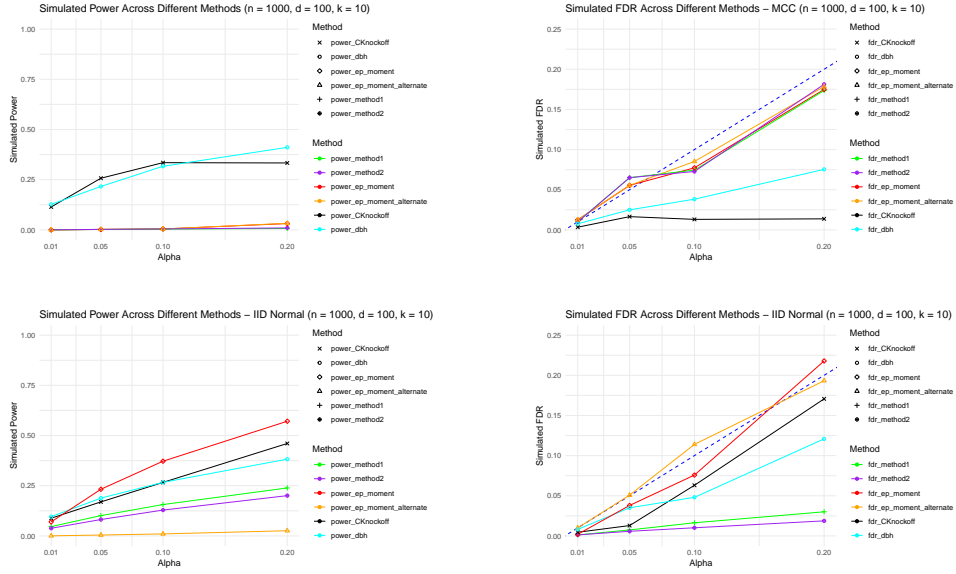 Simulated Power Across Different Methods (n = 1000, d = 100, k = 10)
1.00
0.75
0.50
0.25
0.00
Simulated Power
0.01
0.05
0.10
0.20
Alpha
Method
power_CKnockoff
power_dbh
power_ep_moment
power_ep_moment_alternate
power_method1
power_method2
Method
power_method1
power_method2
power_ep_moment
power_ep_moment_alternate
power_CKnockoff
power_dbh
Simulated FDR Across Different Methods – MCC (n = 1000, d = 100, k = 10)
0.25
0.20
0.15
0.10
0.05
0.00
Simulated FDR
0.01
0.05
0.10
0.20
Alpha
Method
fdr_CKnockoff
fdr_dbh
fdr_ep_moment
fdr_ep_moment_alternate
fdr_method1
fdr_method2
Method
fdr_method1
fdr_method2
fdr_ep_moment
fdr_ep_moment_alternate
fdr_CKnockoff
fdr_dbh
Simulated Power Across Different Methods – IID Normal (n = 1000, d = 100, k = 10)
1.00
0.75
0.50
0.25
0.00
Simulated Power
0.01
0.05
0.10
0.20
Alpha
Method
power_CKnockoff
power_dbh
power_ep_moment
power_ep_moment_alternate
power_method1
power_method2
Method
power_method1
power_method2
power_ep_moment
power_ep_moment_alternate
power_CKnockoff
power_dbh
Simulated FDR Across Different Methods – IID Normal (n = 1000, d = 100, k = 10)
0.25
0.20
0.15
0.10
0.05
0.00
Simulated FDR
0.01
0.05
0.10
0.20
Alpha
Method
fdr_CKnockoff
fdr_dbh
fdr_ep_moment
fdr_ep_moment_alternate
fdr_method1
fdr_method2
Method
fdr_method1
fdr_method2
fdr_ep_moment
fdr_ep_moment_alternate
fdr_CKnockoff
fdr_dbh